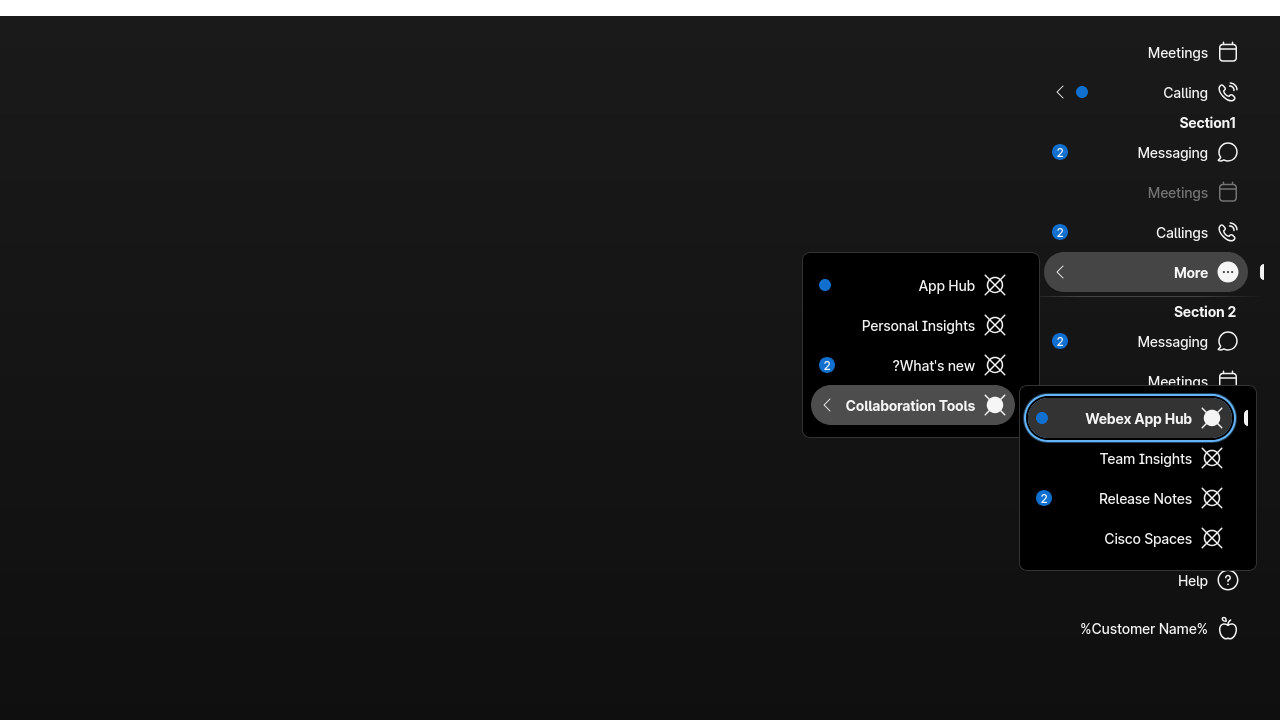 Meetings
Calling
Section1
2 Messaging
Meetings
2 Callings
More
Section 2
2 Messaging
Meetings
App Hub
Personal Insights
2 ?What's new
Collaboration Tools
Webex App Hub
Team Insights
2 Release Notes
Cisco Spaces
Help
%Customer Name%